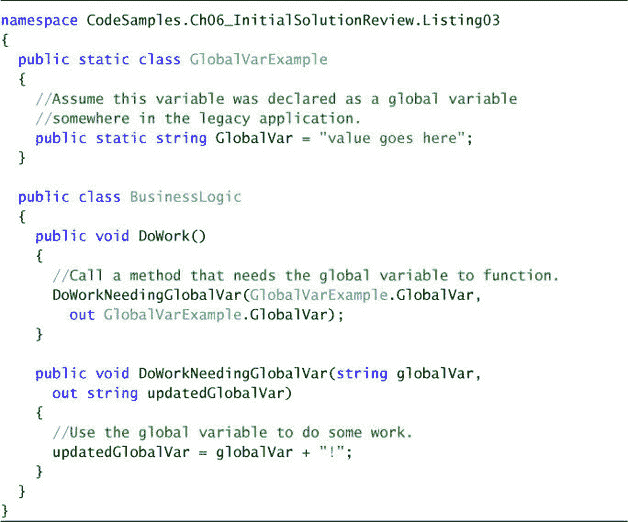 namespace CodeSamples.Ch06_InitialSolutionReview.Listing03
{
  public static class GlobalVarExample
  {
    //Assume this variable was declared as a global variable
    //somewhere in the legacy application.
    public static string GlobalVar = "value goes here";
  }

  public class BusinessLogic
  {
    public void DoWork()
    {
      //Call a method that needs the global variable to function.
      DoWorkNeedingGlobalVar(GlobalVarExample.GlobalVar,
        out GlobalVarExample.GlobalVar);
    }

    public void DoWorkNeedingGlobalVar(string globalVar,
      out string updatedGlobalVar)
    {
      //Use the global variable to do some work.
      updatedGlobalVar = globalVar + "!";
    }
  }
}